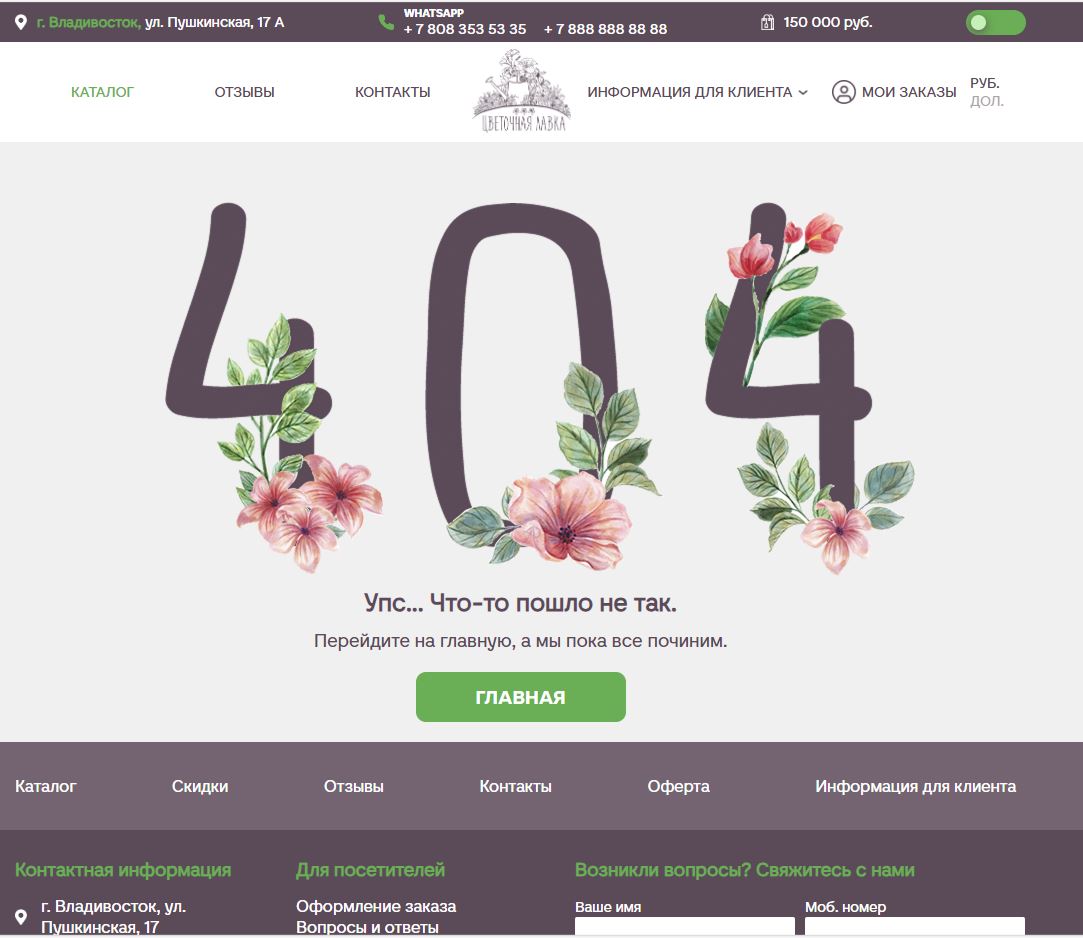 г. Владивосток, ул. Пушкинская, 17 А
WHATSAPP
+ 7 808 353 53 35 + 7 888 888 88 88
150 000 руб.
КАТАЛОГ
ОТЗЫВЫ
КОНТАКТЫ
ЦВЕТОЧНАЯ ЛАВКА
ИНФОРМАЦИЯ ДЛЯ КЛИЕНТА
МОИ ЗАКАЗЫ
РУБ.
ДОЛ.
404
Упс... Что-то пошло не так.
Перейдите на главную, а мы пока все починим.
ГЛАВНАЯ
Каталог
Скидки
Отзывы
Контакты
Оферта
Информация для клиента
Контактная информация
г. Владивосток, ул.
Пушкинская, 17
Для посетителей
Оформление заказа
Вопросы и ответы
Возникли вопросы? Свяжитесь с нами
Ваше имя
Моб. номер